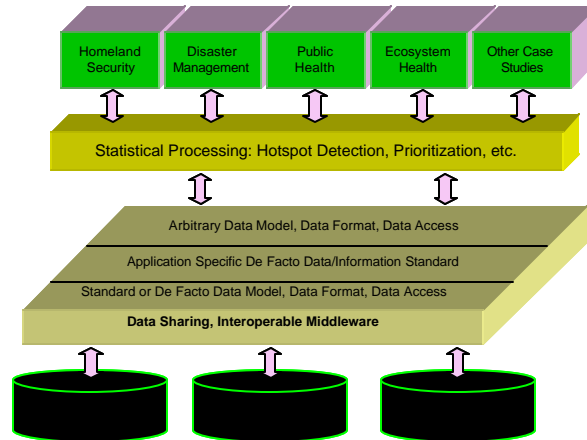 Homeland
Security
Disaster
Management
Public
Health
Ecosystem
Health
Other Case
Studies
Statistical Processing: Hotspot Detection, Prioritization, etc.
Arbitrary Data Model, Data Format, Data Access
Application Specific De Facto Data/Information Standard
Standard or De Facto Data Model, Data Format, Data Access
Data Sharing, Interoperable Middleware